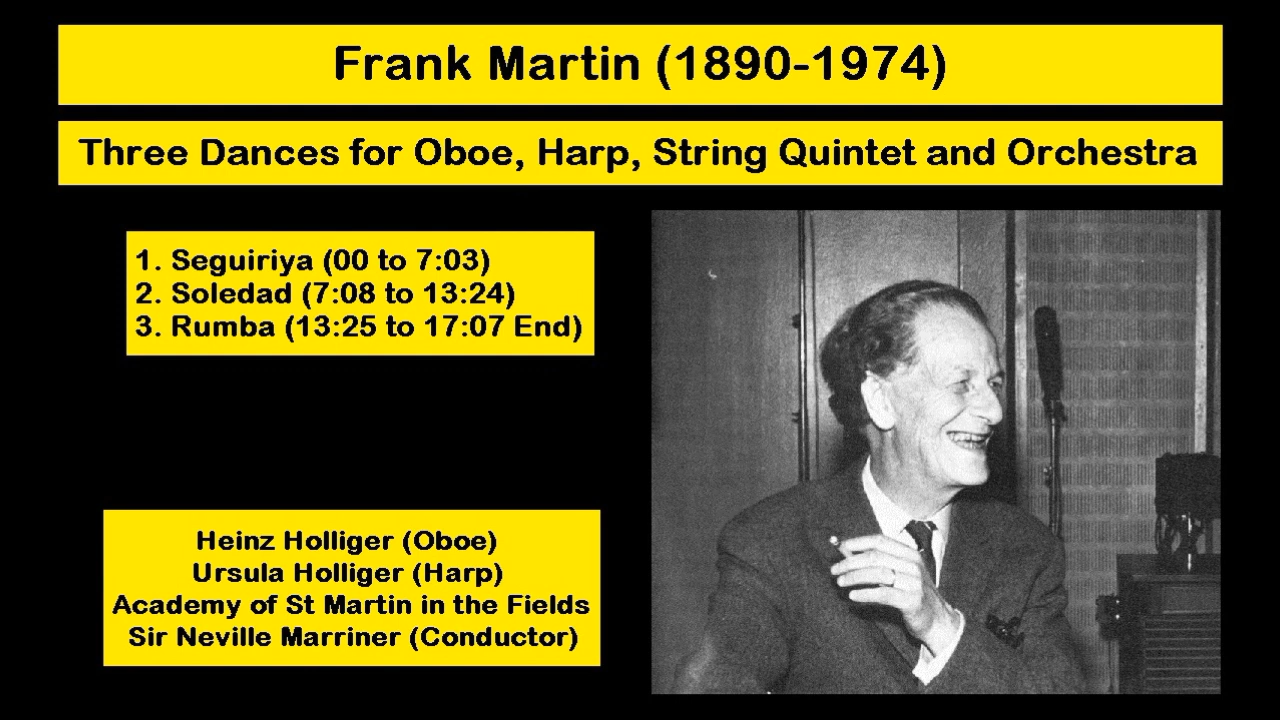 Frank Martin (1890-1974)
Three Dances for Oboe, Harp, String Quintet and Orchestra
1. Seguiriya (00 to 7:03)
2. Soledad (7:08 to 13:24)
3. Rumba (13:25 to 17:07 End)
Heinz Holliger (Oboe)
Ursula Holliger (Harp)
Academy of St Martin in the Fields
Sir Neville Marriner (Conductor)